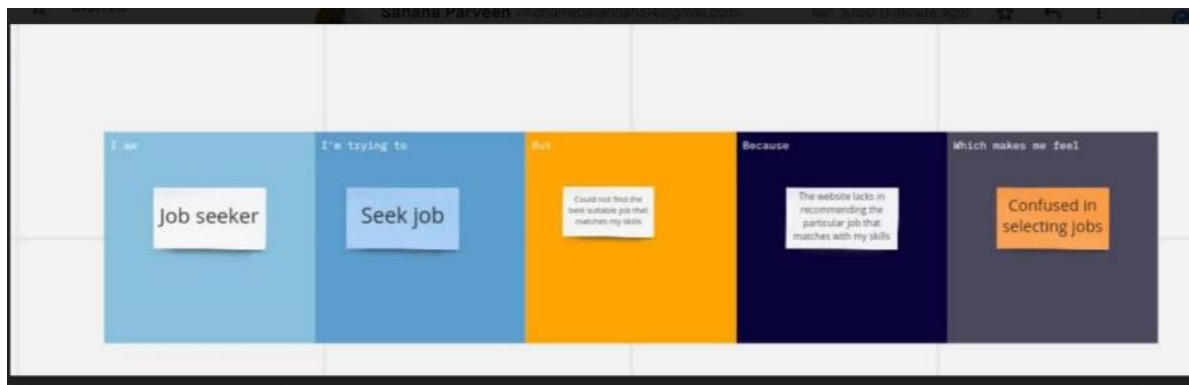 Sahana Parveen
I am
I'm trying to
But
Because
Which makes me feel
Job seeker
Seek job
Could not find the
best suitable job that
matches my skills
The website lacks in
recommending the
particular job that
matches with my skills
Confused in
selecting jobs